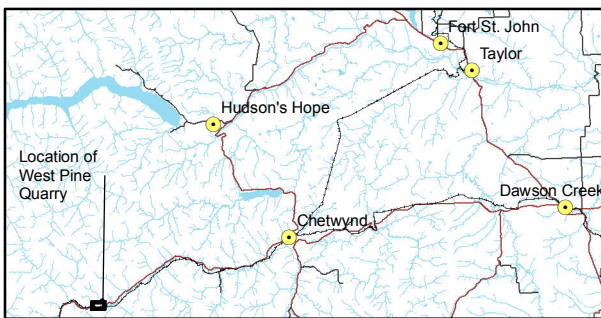 Fort St. John
Taylor
Hudson's Hope
Location of
West Pine
Quarry
Dawson Creek
Chetwynd